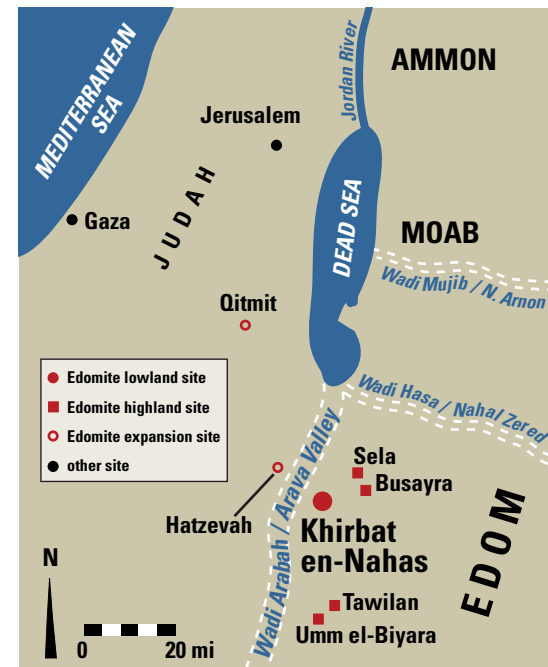 MEDITERRANEAN
SEA
Jordan River
AMMON
Jerusalem
JUDAH
Gaza
DEAD SEA
MOAB
Wadi Mujib / N. Arnon
Qitmit
Edomite lowland site
Edomite highland site
Edomite expansion site
other site
Wadi Hasa / Nahal Zered
Sela
Busayra
Hatzevah
Wadi Arabah / Arava Valley
Khirbat
en-Nahas
EDOM
Tawilan
Umm el-Biyara
N
0 20 mi